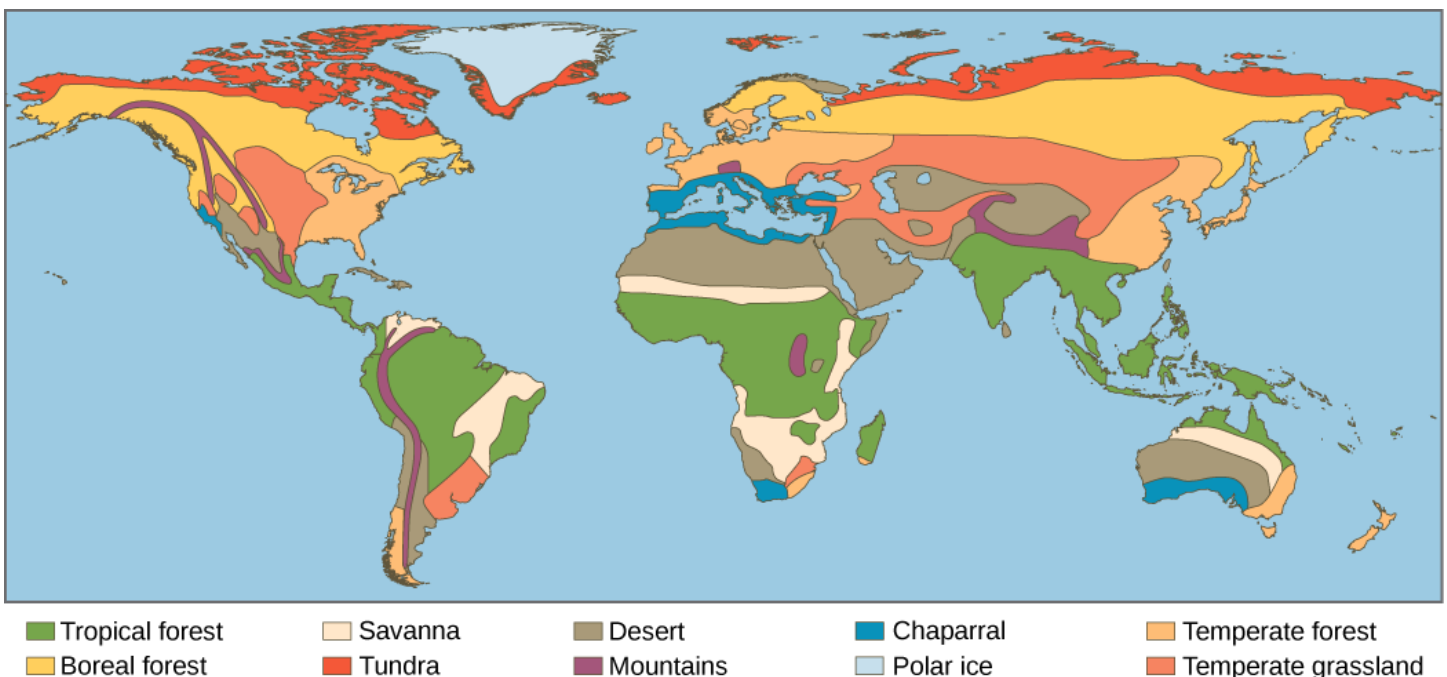 Tropical forest Savanna Desert Chaparral Temperate forest
Boreal forest Tundra Mountains Polar ice Temperate grassland